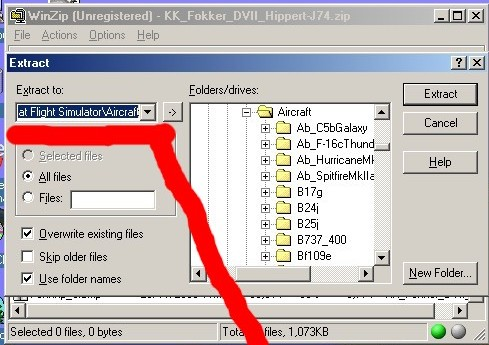 WinZip (Unregistered) - KK_Fokker_DVII_Hippert-J74.zip
File Actions Options Help
Extract
Extract to: Folders/drives:
at Flight Simulator\Aircraft
->
Aircraft
Extract
Ab_C5bGalaxy
Ab_F-16cThund
Cancel
Ab_HurricaneMk
Selected files
Ab_SpitfireMkIIa
Help
All files
B17g
Files:
B24j
B25j
Overwrite existing files
B737_400
Skip older files
Bf109e
Use folder names
New Folder...
Selected 0 files, 0 bytes
files, 1,073KB